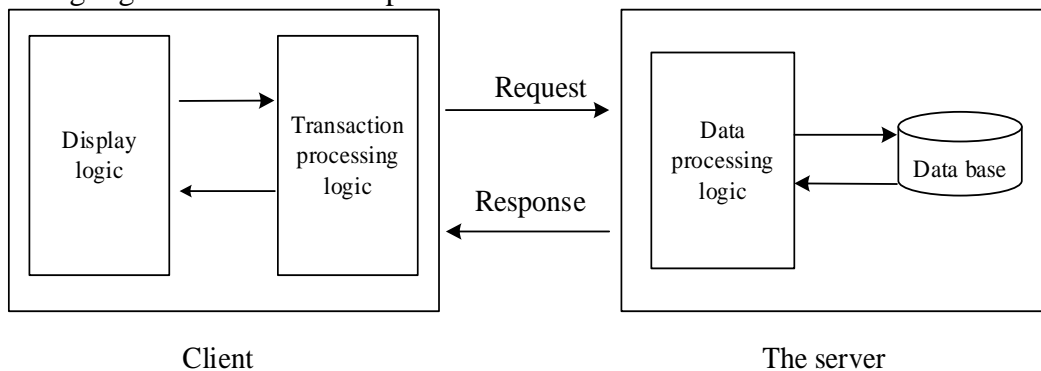 Display
logic
Transaction
processing
logic
Request
Response
Data
processing
logic
Data base
Client
The server